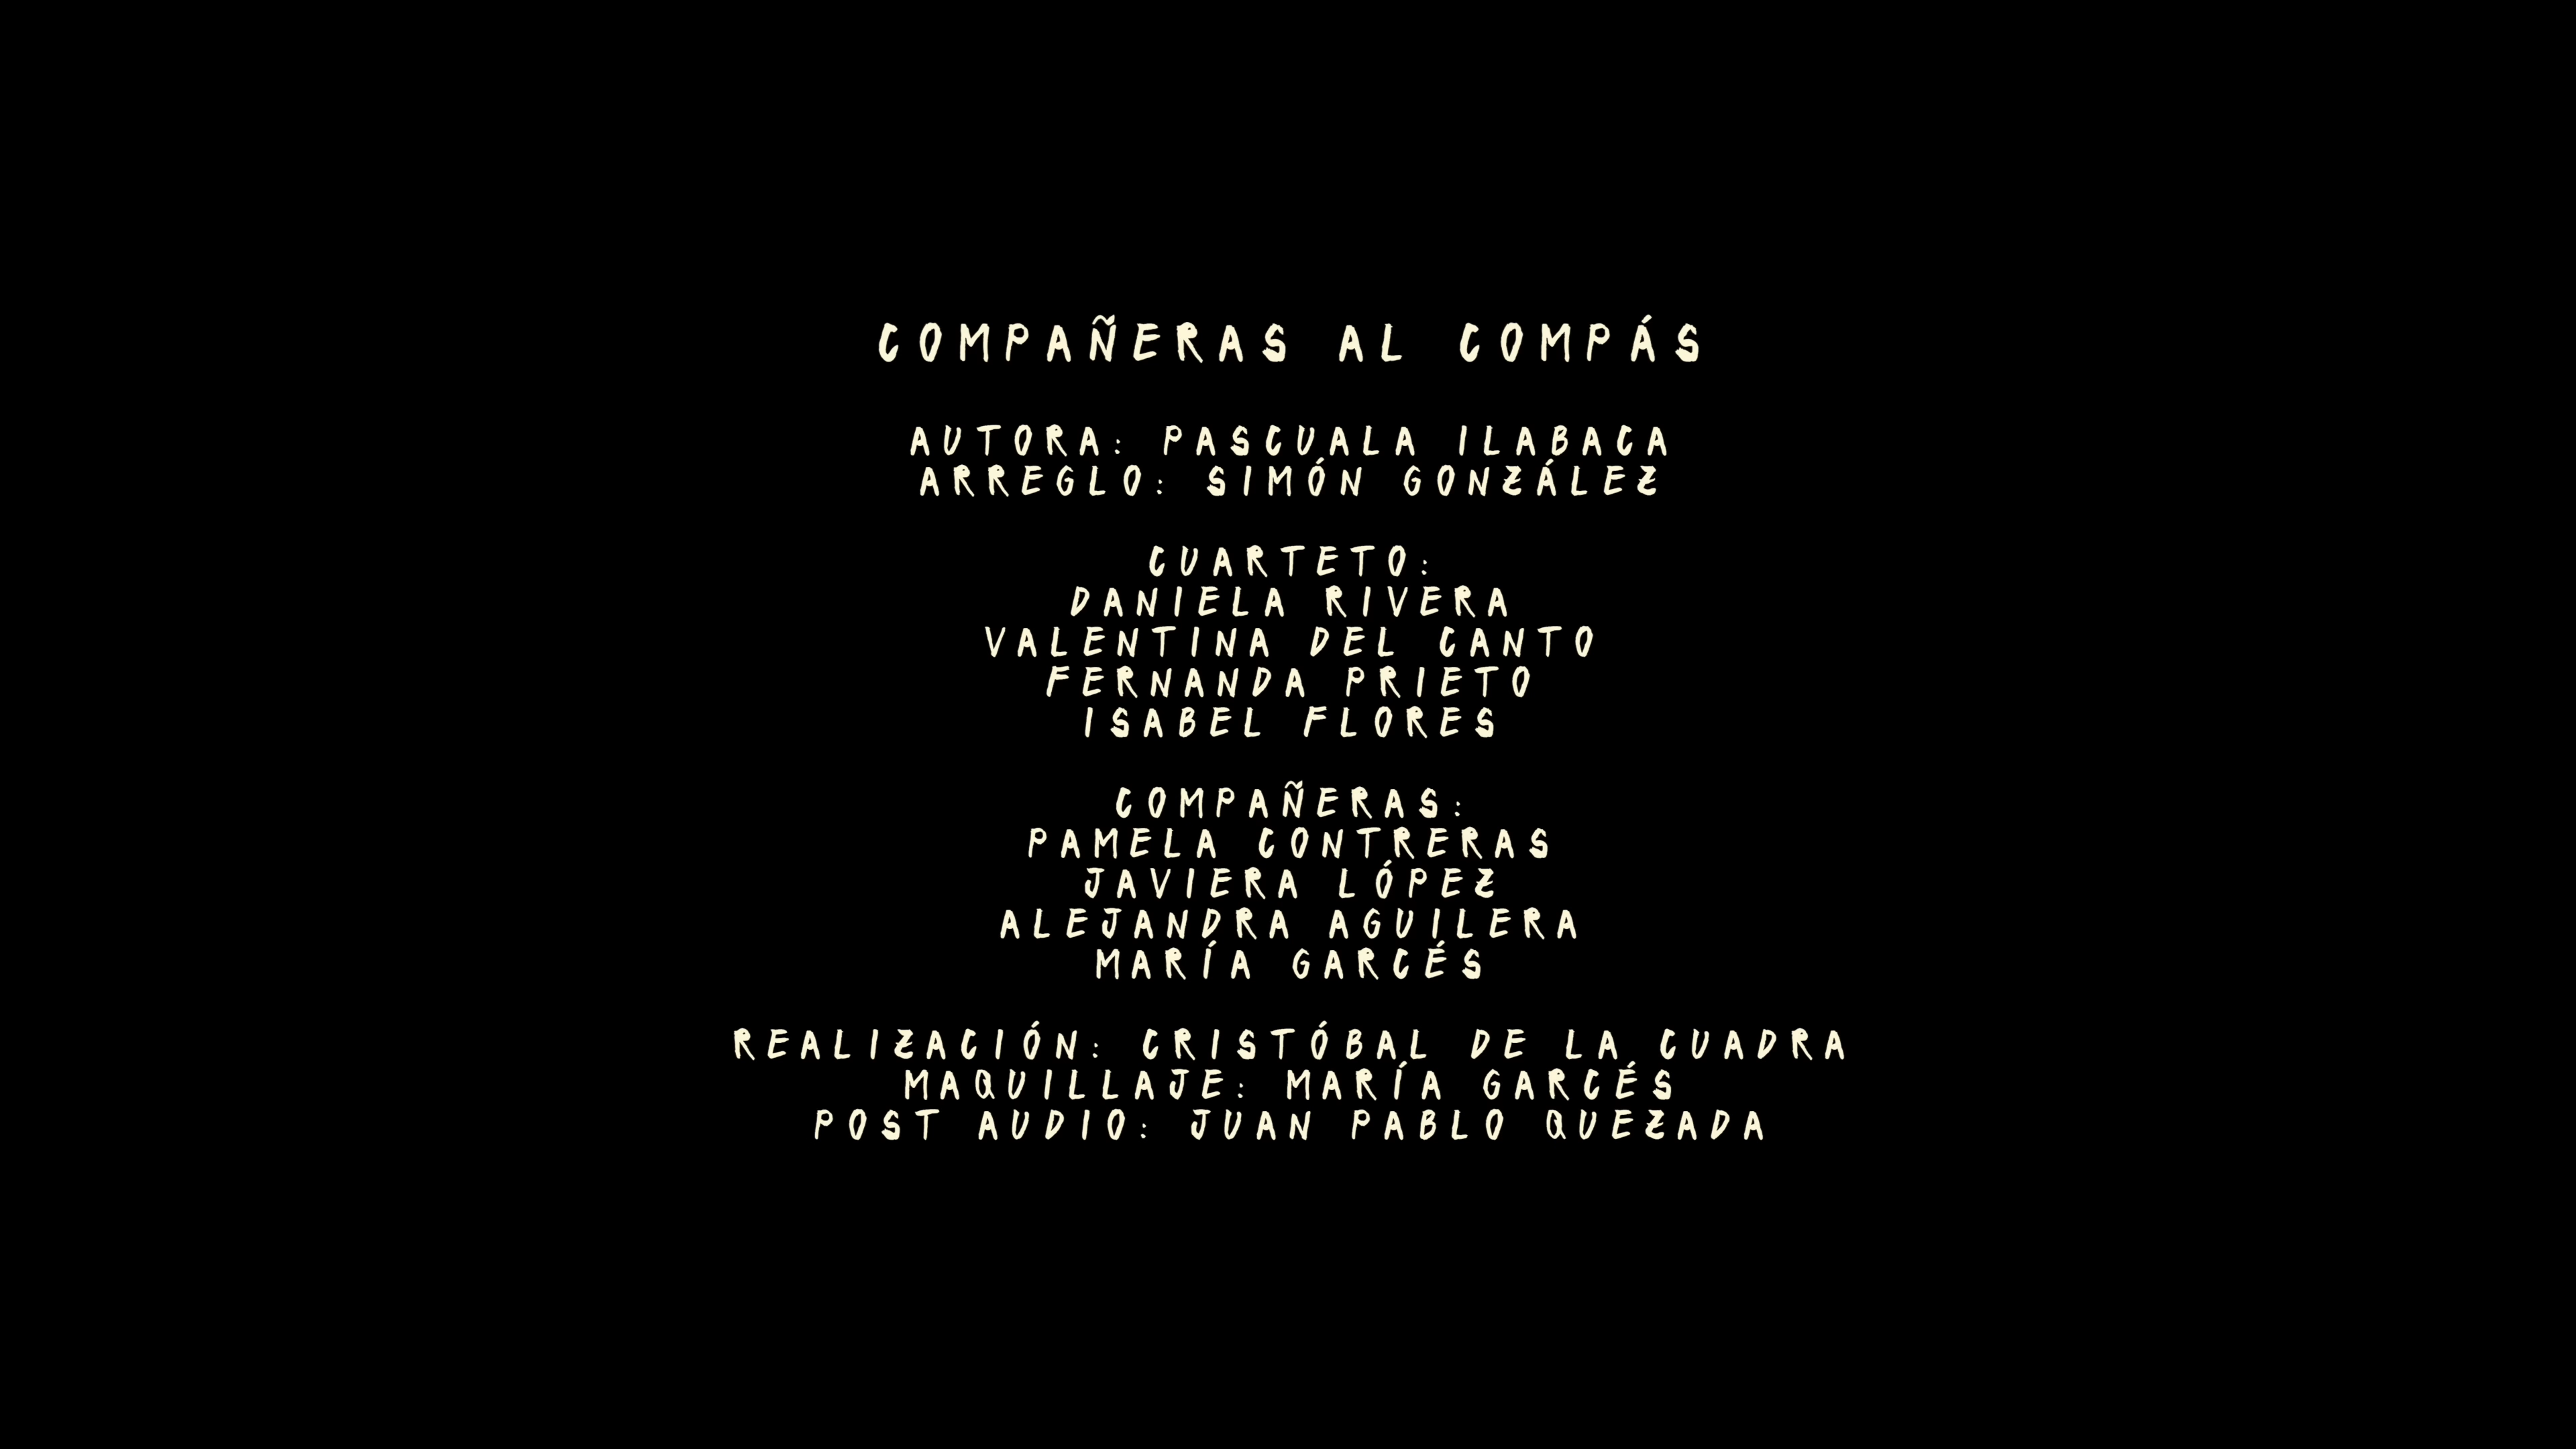 COMPAÑERAS AL COMPÁS
AUTORA: PASCUALA ILABACA
ARREGLO: SIMÓN GONZÁLEZ
CUARTETO:
DANIELA RIVERA
VALENTINA DEL CANTO
FERNANDA PRIETO
ISABEL FLORES
COMPAÑERAS:
PAMELA CONTRERAS
JAVIERA LÓPEZ
ALEJANDRA AGUILERA
MARÍA GARCÉS
REALIZACIÓN: CRISTÓBAL DE LA CUADRA
MAQUILLAJE: MARÍA GARCÉS
POST AUDIO: JUAN PABLO QUEZADA